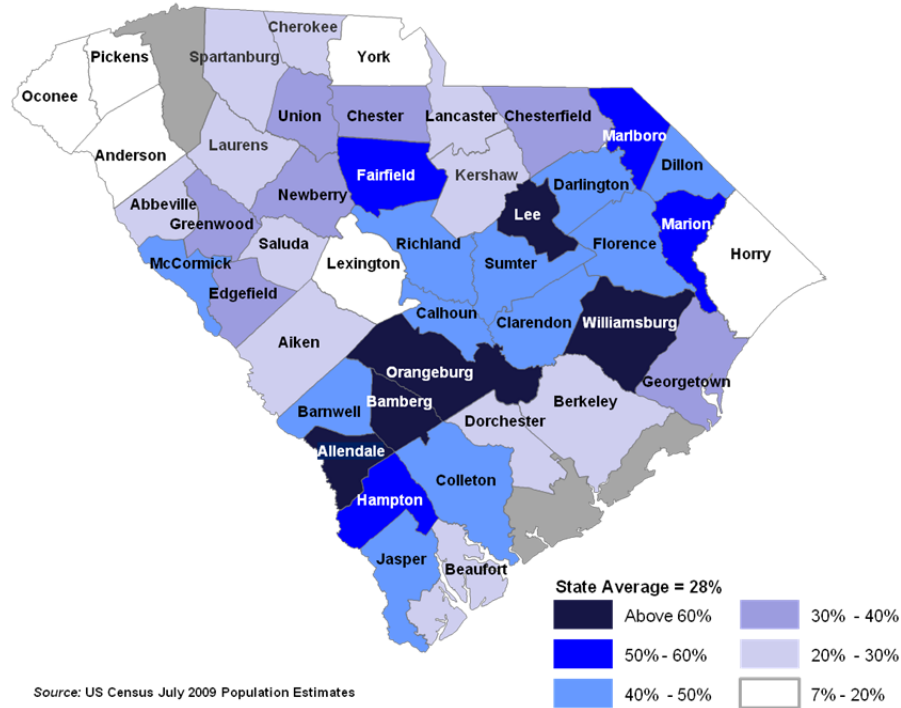 Cherokee
Pickens
Spartanburg
York
Oconee
Union
Chester
Lancaster
Chesterfield
Marlboro
Laurens
Anderson
Dillon
Fairfield
Kershaw
Darlington
Newberry
Abbeville
Greenwood
Lee
Marion
Saluda
Richland
Florence
Horry
McCormick
Lexington
Sumter
Edgefield
Calhoun
Clarendon
Williamsburg
Aiken
Orangeburg
Georgetown
Bamberg
Berkeley
Barnwell
Dorchester
Allendale
Colleton
Hampton
Jasper
Beaufort
State Average = 28%
Above 60%
30% - 40%
50% - 60%
20% - 30%
40% - 50%
7% - 20%
Source: US Census July 2009 Population Estimates